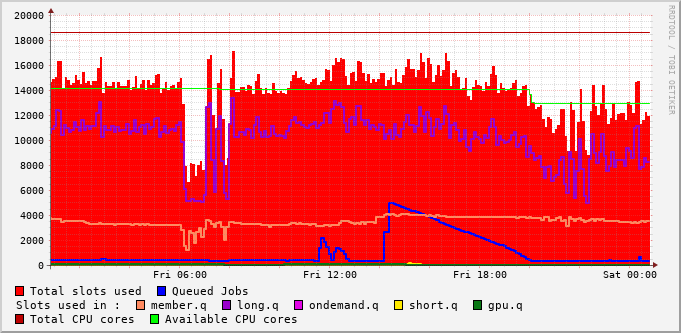 20000
18000
16000
14000
12000
10000
8000
6000
4000
2000
0
Fri 06:00 Fri 12:00 Fri 18:00 Sat 00:00
RRDTOOL / TOBI OETIKER
Total slots used Queued Jobs
Slots used in : member.q long.q ondemand.q short.q gpu.q
Total CPU cores Available CPU cores